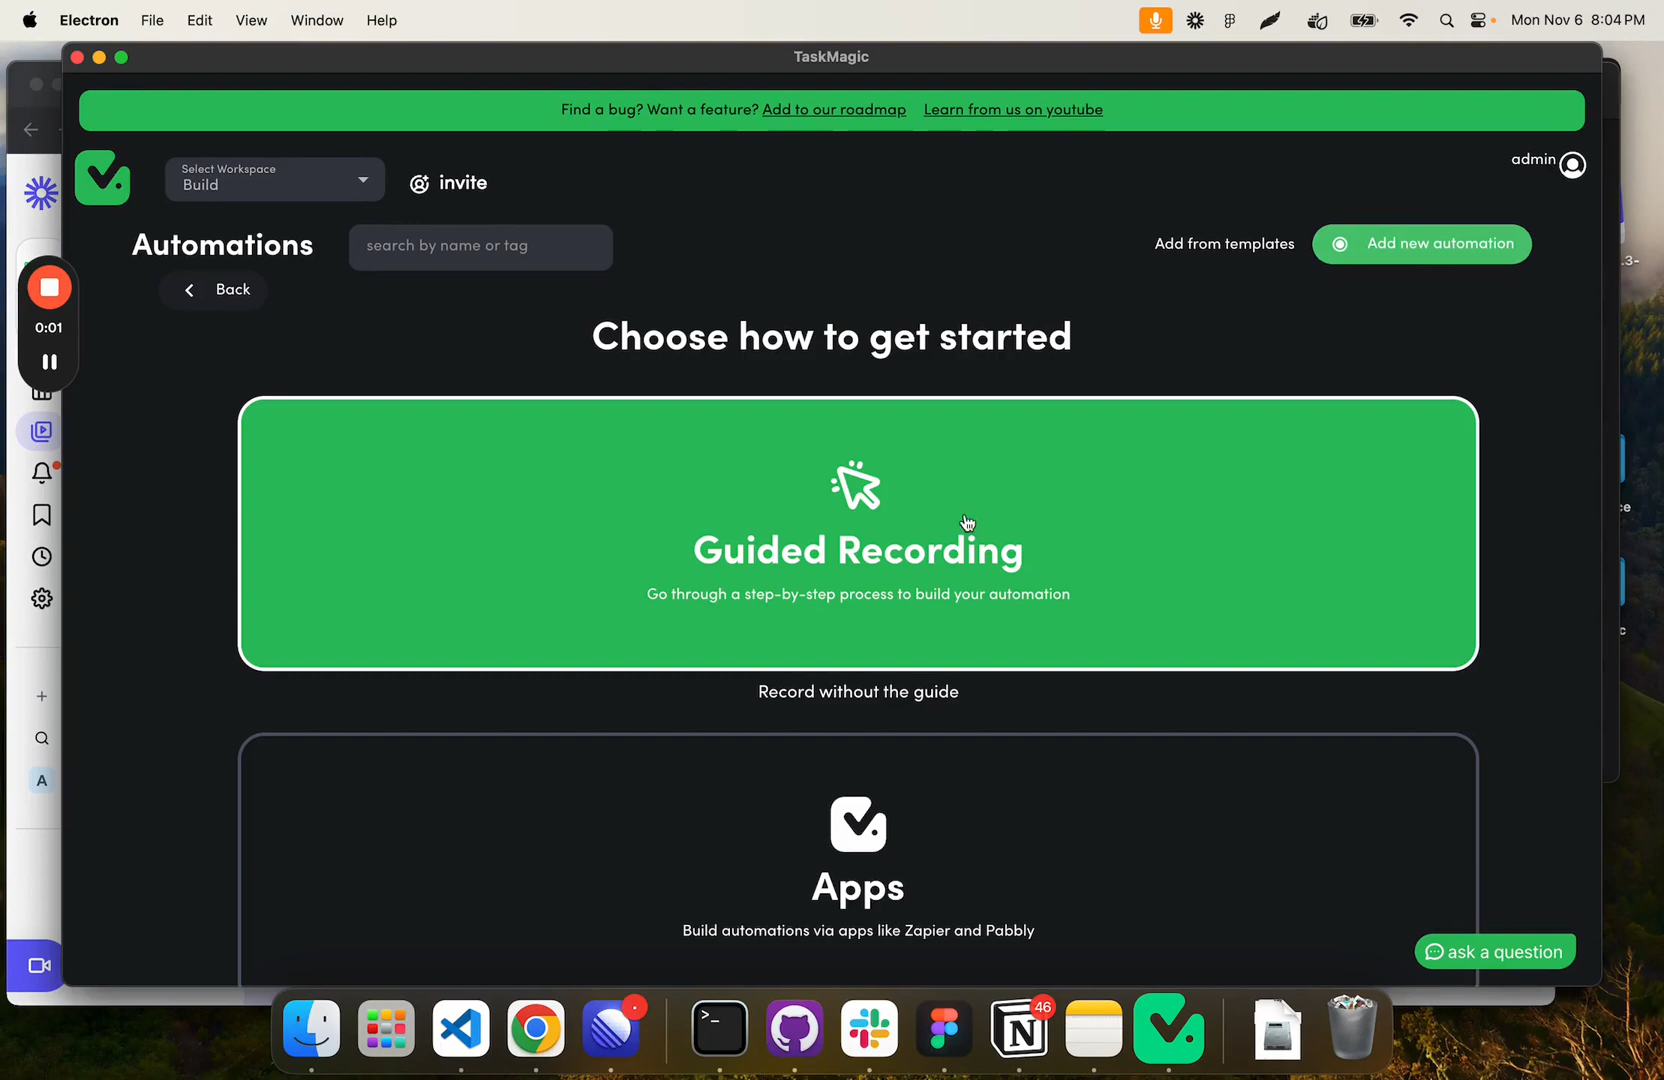 Electron File Edit View Window Help Mon Nov 6 8:04 PM
TaskMagic
Find a bug? Want a feature? Add to our roadmap Learn from us on youtube
Select Workspace
Build
invite
admin
Automations
search by name or tag
Add from templates
Add new automation
.3-
Back
0:01
Choose how to get started
Guided Recording
Go through a step-by-step process to build your automation
Record without the guide
Apps
Build automations via apps like Zapier and Pabbly
ask a question
A
46